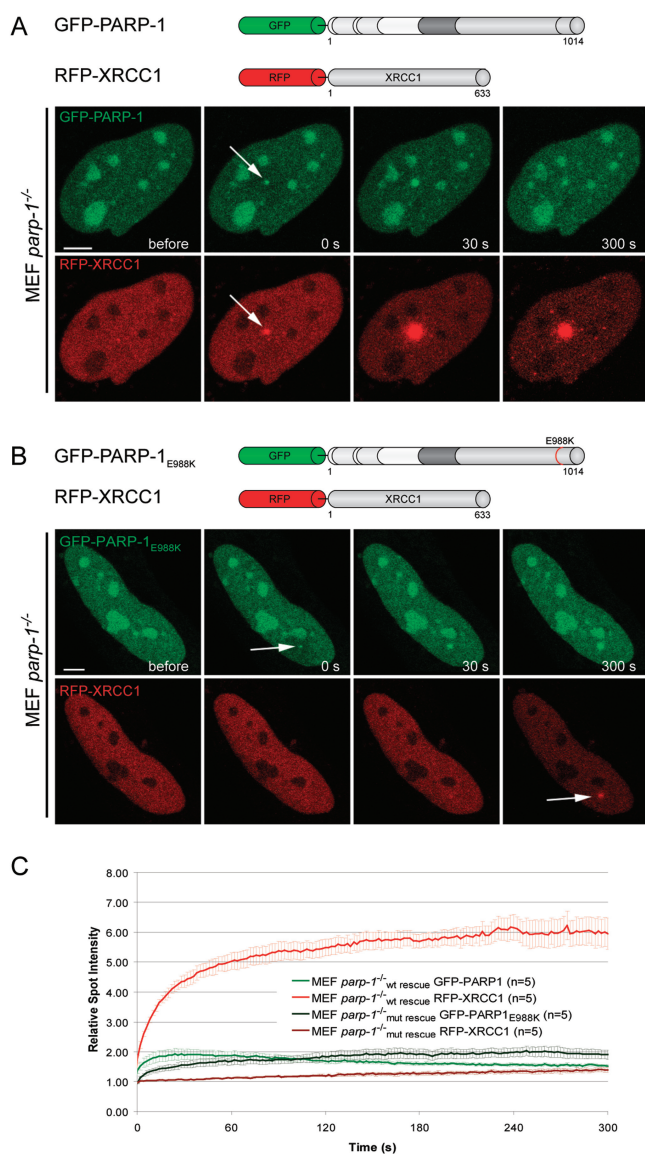 A
GFP-PARP-1
GFP
1
1014
RFP-XRCC1
RFP
XRCC1
1
633
MEF parp-1-/-
GFP-PARP-1
before
0 s
30 s
300 s
RFP-XRCC1
B
GFP-PARP-1E988K
GFP
E988K
1
1014
RFP-XRCC1
RFP
XRCC1
1
633
MEF parp-1-/-
GFP-PARP-1E988K
before
0 s
30 s
300 s
RFP-XRCC1
C
Relative Spot Intensity
8.00
7.00
6.00
5.00
4.00
3.00
2.00
1.00
0.00
MEF parp-1-/-wt rescue GFP-PARP1 (n=5)
MEF parp-1-/-wt rescue RFP-XRCC1 (n=5)
MEF parp-1-/-mut rescue GFP-PARP1E988K (n=5)
MEF parp-1-/-mut rescue RFP-XRCC1 (n=5)
0
60
120
180
240
300
Time (s)